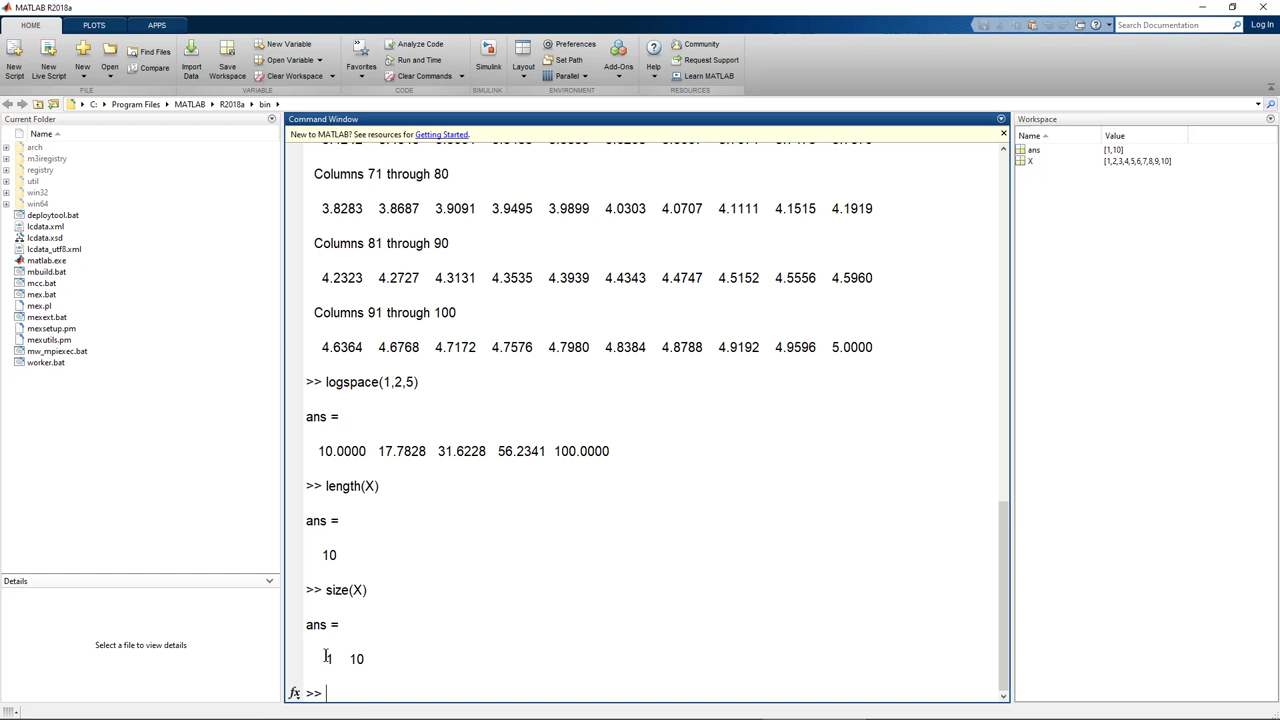 MATLAB R2018a
HOME PLOTS APPS
Search Documentation Log In
New Script
New Live Script
New
Open
Find Files
Compare
Import Data
Save Workspace
New Variable
Open Variable
Clear Workspace
Favorites
Analyze Code
Run and Time
Clear Commands
Simulink
Layout
Preferences
Set Path
Parallel
Add-Ons
Help
Community
Request Support
Learn MATLAB
FILE VARIABLE CODE SIMULINK ENVIRONMENT RESOURCES
C: Program Files MATLAB R2018a bin
Current Folder
Name
arch
m3iregistry
registry
util
win32
win64
deploytool.bat
lcdata.xml
lcdata.xsd
lcdata_utf8.xml
matlab.exe
mbuild.bat
mcc.bat
mex.bat
mex.pl
mexext.bat
mexsetup.pm
mexutils.pm
mw_mpiexec.bat
worker.bat
Details
Select a file to view details
Command Window
New to MATLAB? See resources for Getting Started.
Columns 71 through 80
3.8283 3.8687 3.9091 3.9495 3.9899 4.0303 4.0707 4.1111 4.1515 4.1919
Columns 81 through 90
4.2323 4.2727 4.3131 4.3535 4.3939 4.4343 4.4747 4.5152 4.5556 4.5960
Columns 91 through 100
4.6364 4.6768 4.7172 4.7576 4.7980 4.8384 4.8788 4.9192 4.9596 5.0000
>> logspace(1,2,5)
ans =
10.0000 17.7828 31.6228 56.2341 100.0000
>> length(X)
ans =
10
>> size(X)
ans =
1 10
fx >>
Workspace
Name Value
ans [1,10]
X [1,2,3,4,5,6,7,8,9,10]